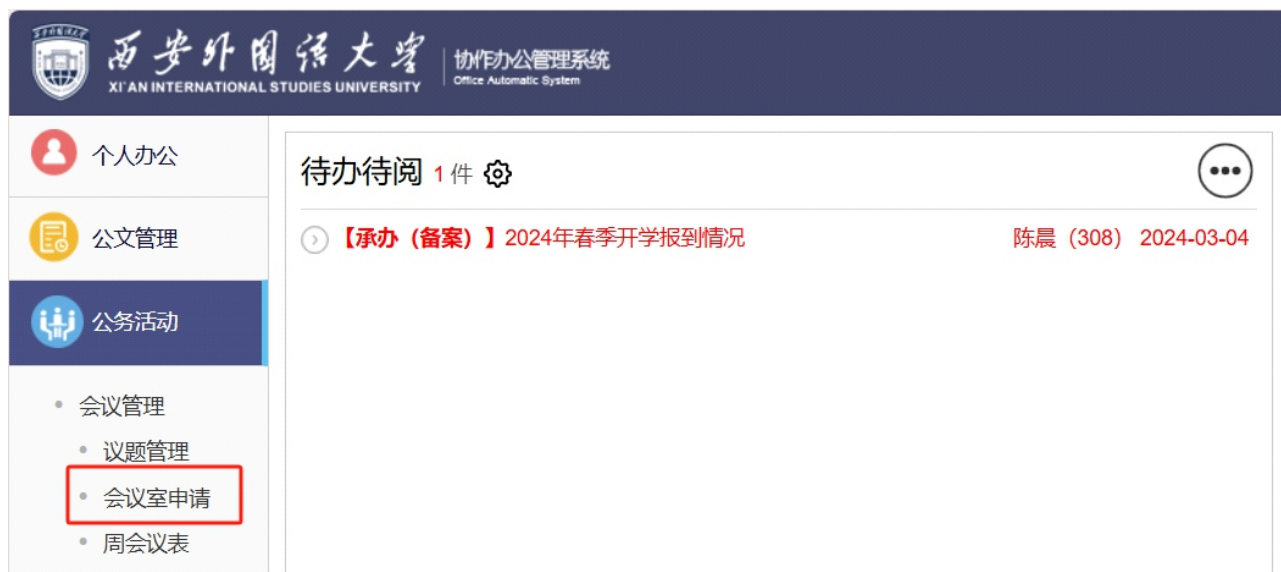 西安外国语大学
XI'AN INTERNATIONAL STUDIES UNIVERSITY
协作办公管理系统
Office Automatic System
个人办公
公文管理
公务活动
会议管理
议题管理
会议室申请
周会议表
待办待阅 1 件
【承办（备案）】2024年春季开学报到情况 陈晨（308） 2024-03-04